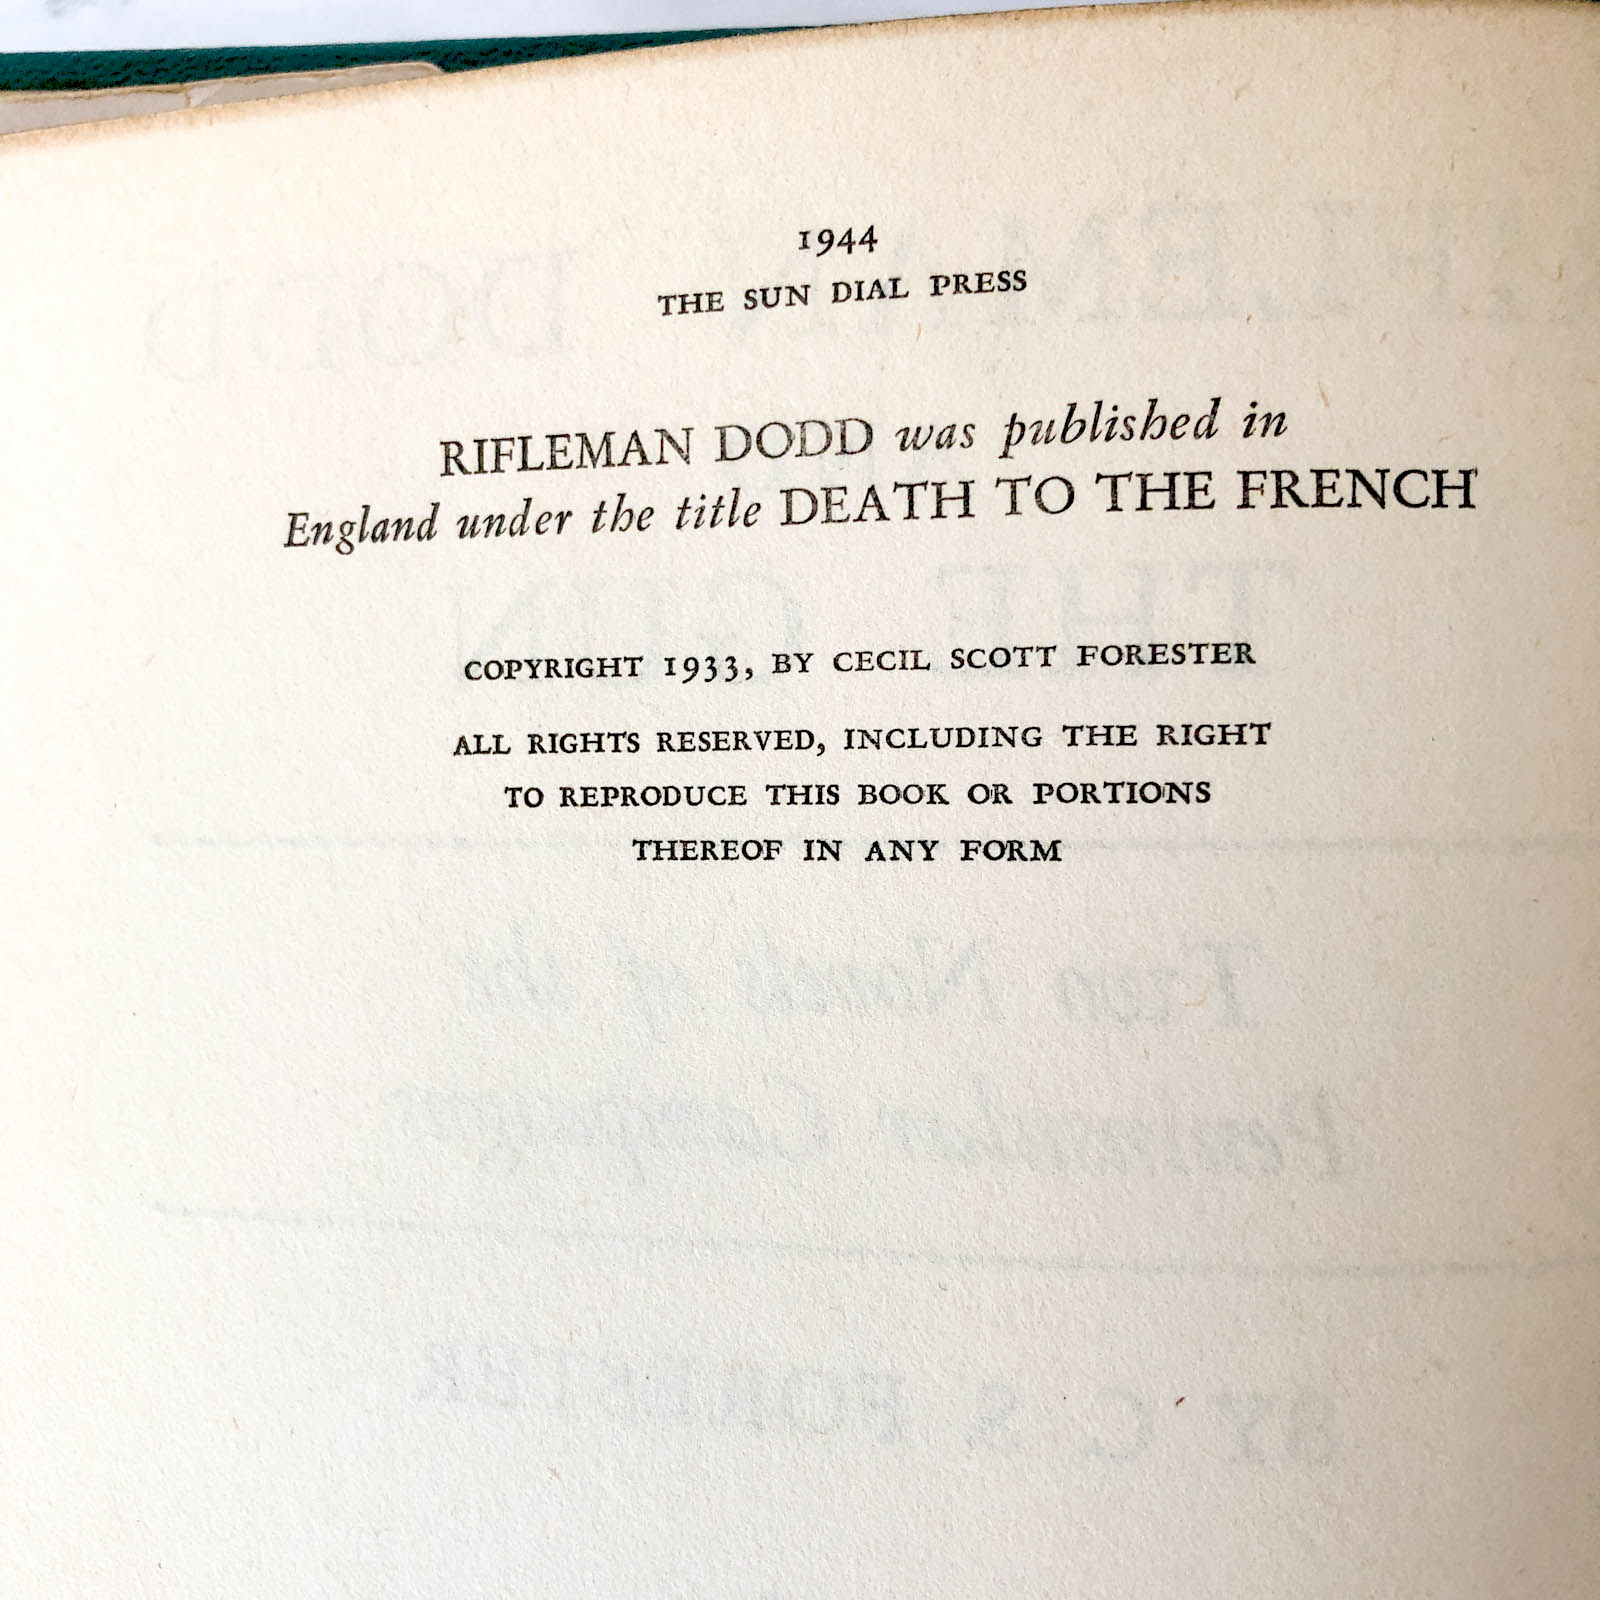 1944
THE SUN DIAL PRESS
RIFLEMAN DODD was published in
England under the title DEATH TO THE FRENCH
COPYRIGHT 1933, BY CECIL SCOTT FORESTER
ALL RIGHTS RESERVED, INCLUDING THE RIGHT
TO REPRODUCE THIS BOOK OR PORTIONS
THEREOF IN ANY FORM